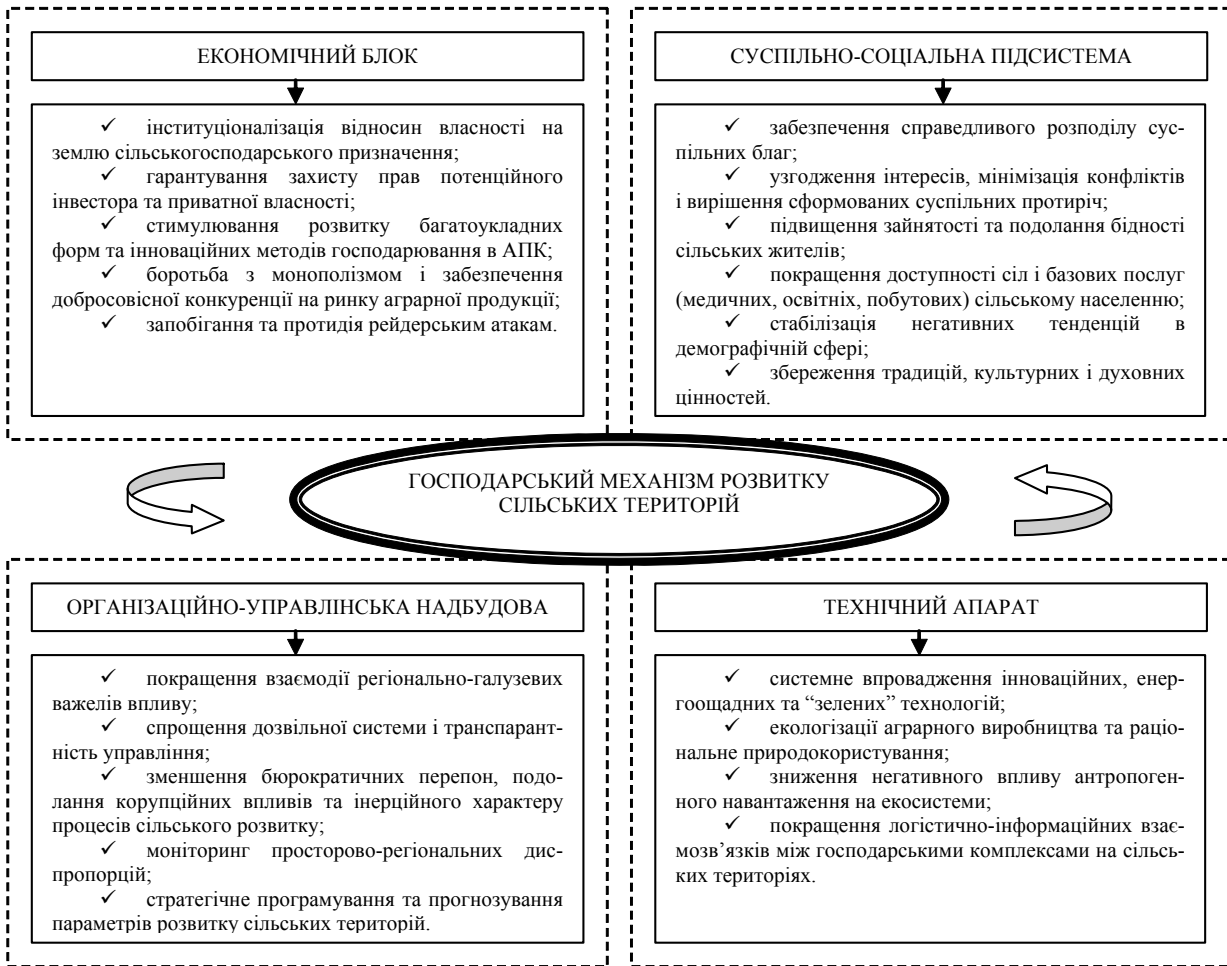 ЕКОНОМІЧНИЙ БЛОК
✓ інституціоналізація відносин власності на
землю сільськогосподарського призначення;
✓ гарантування захисту прав потенційного
інвестора та приватної власності;
✓ стимулювання розвитку багатоукладних
форм та інноваційних методів господарювання в АПК;
✓ боротьба з монополізмом і забезпечення
добросовісної конкуренції на ринку аграрної продукції;
✓ запобігання та протидія рейдерським атакам.
СУСПІЛЬНО-СОЦІАЛЬНА ПІДСИСТЕМА
✓ забезпечення справедливого розподілу сус-
пільних благ;
✓ узгодження інтересів, мінімізація конфліктів
і вирішення сформованих суспільних протиріч;
✓ підвищення зайнятості та подолання бідності
сільських жителів;
✓ покращення доступності сіл і базових послуг
(медичних, освітніх, побутових) сільському населенню;
✓ стабілізація негативних тенденцій в
демографічній сфері;
✓ збереження традицій, культурних і духовних
цінностей.
ГОСПОДАРСЬКИЙ МЕХАНІЗМ РОЗВИТКУ
СІЛЬСЬКИХ ТЕРИТОРІЙ
ОРГАНІЗАЦІЙНО-УПРАВЛІНСЬКА НАДБУДОВА
✓ покращення взаємодії регіонально-галузевих
важелів впливу;
✓ спрощення дозвільної системи і транспарант-
ність управління;
✓ зменшення бюрократичних перепон, подо-
лання корупційних впливів та інерційного характеру
процесів сільського розвитку;
✓ моніторинг просторово-регіональних дис-
пропорцій;
✓ стратегічне програмування та прогнозування
параметрів розвитку сільських територій.
ТЕХНІЧНИЙ АПАРАТ
✓ системне впровадження інноваційних, енер-
гоощадних та “зелених” технологій;
✓ екологізації аграрного виробництва та раціо-
нальне природокористування;
✓ зниження негативного впливу антропоген-
ного навантаження на екосистеми;
✓ покращення логістично-інформаційних взає-
мозв’язків між господарськими комплексами на сільсь-
ких територіях.